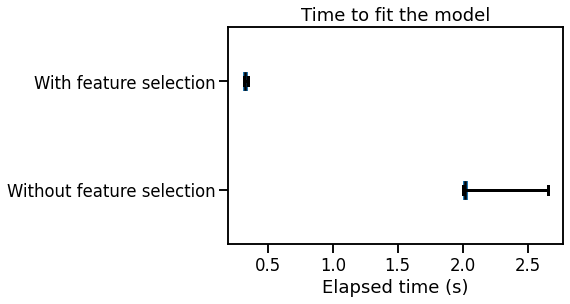 Time to fit the model
With feature selection
Without feature selection
0.5 1.0 1.5 2.0 2.5
Elapsed time (s)